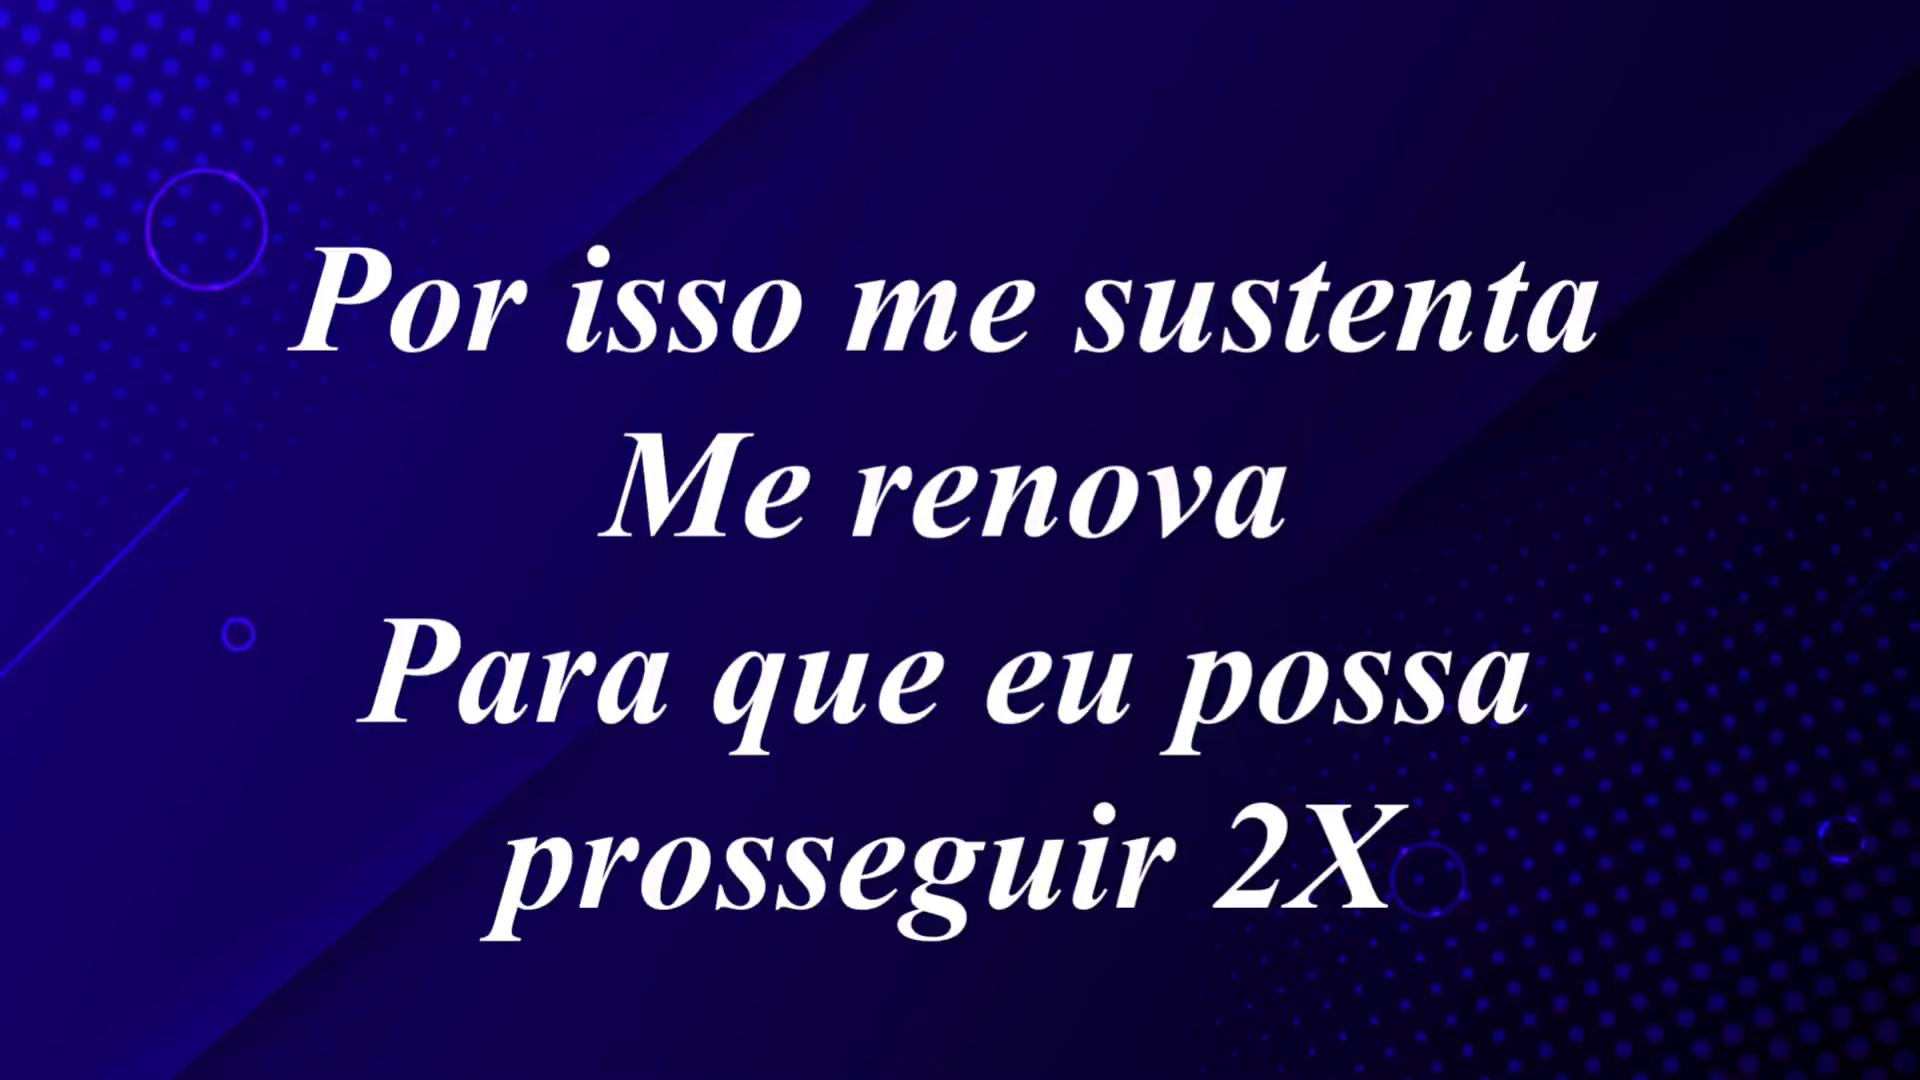 Por isso me sustenta
Me renova
Para que eu possa
prosseguir 2X